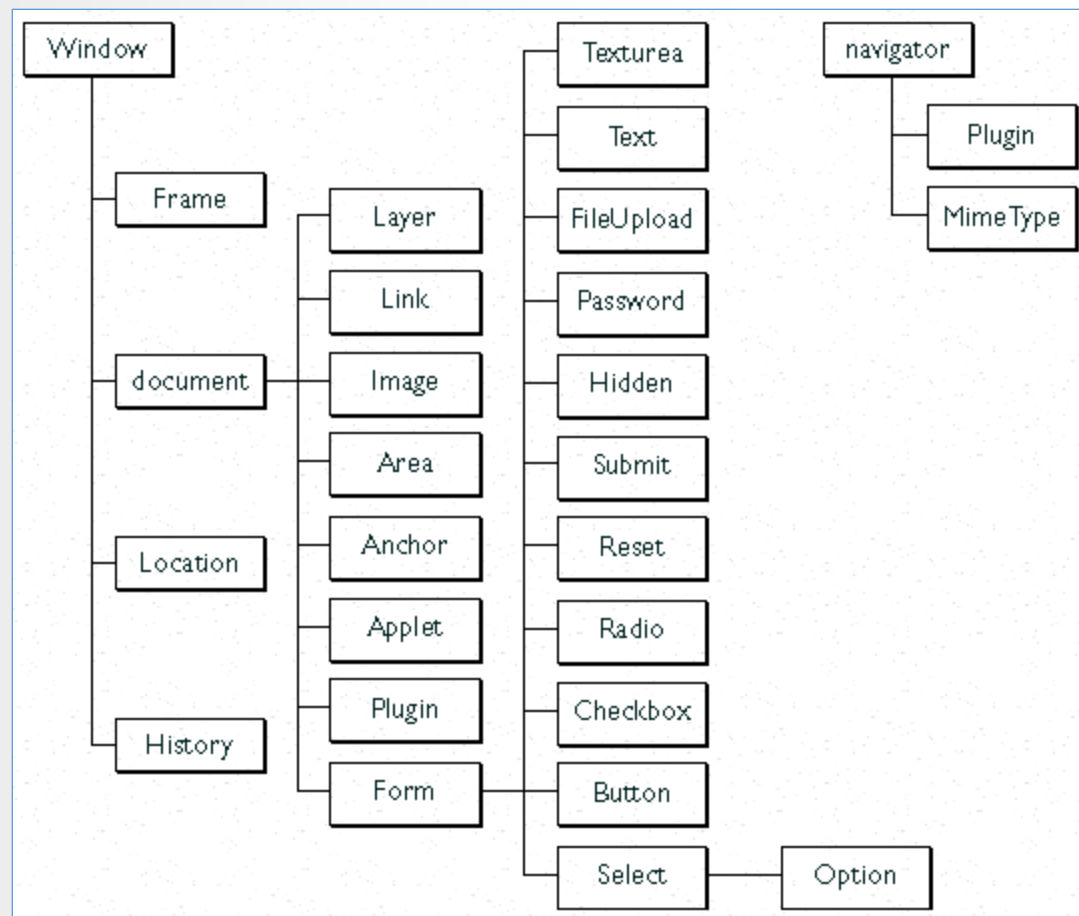 Window
Frame
document
Location
History
Layer
Link
Image
Area
Anchor
Applet
Plugin
Form
Texturea
Text
FileUpload
Password
Hidden
Submit
Reset
Radio
Checkbox
Button
Select
Option
navigator
Plugin
MimeType